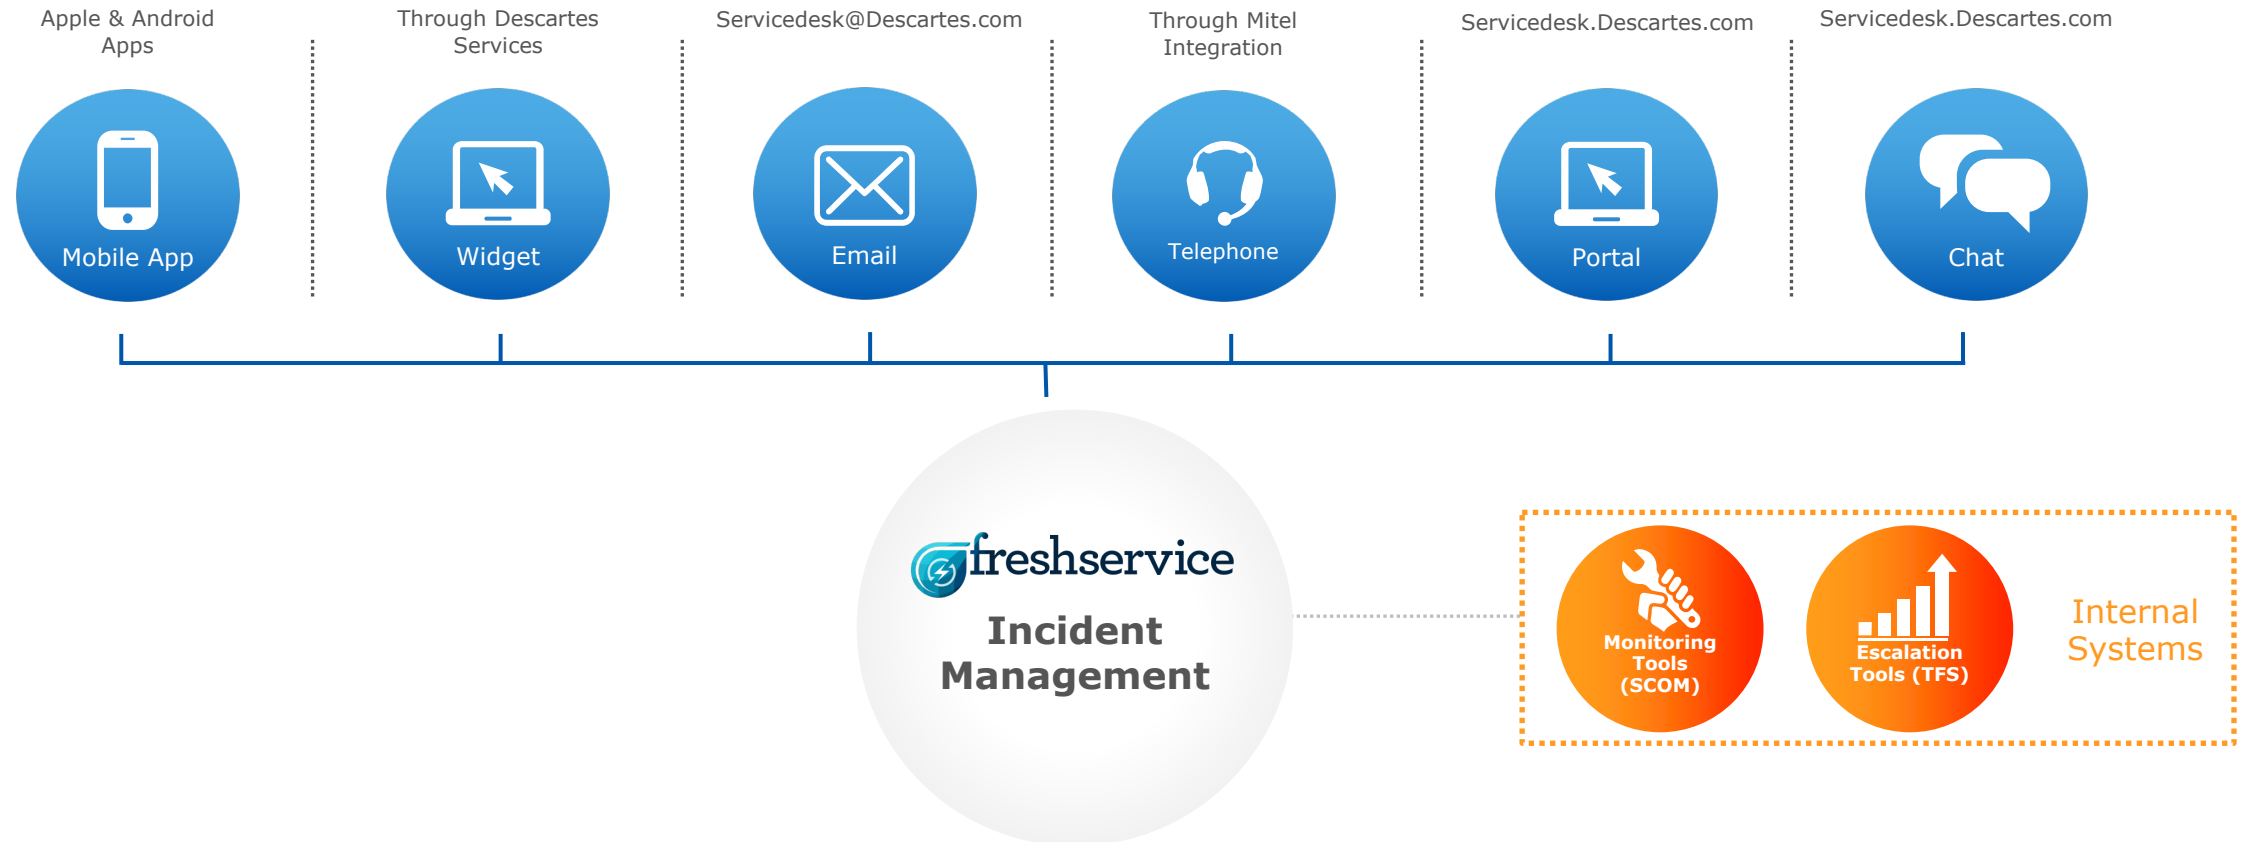 Apple & Android
Apps
Through Descartes
Services
Servicedesk@Descartes.com
Through Mitel
Integration
Servicedesk.Descartes.com
Servicedesk.Descartes.com
Mobile App
Widget
Email
Telephone
Portal
Chat
freshservice
Incident
Management
Monitoring
Tools
(SCOM)
Escalation
Tools (TFS)
Internal
Systems